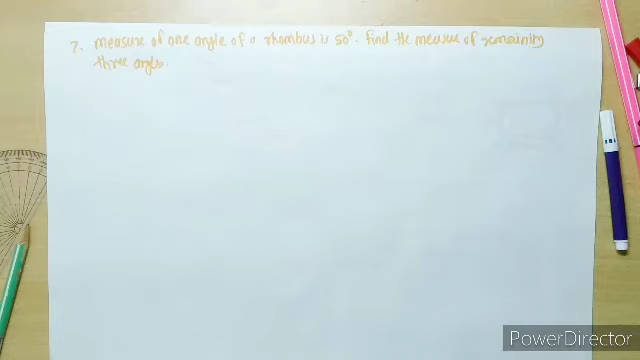 7. measure of one angle of a rhombus is 50°. Find the measure of remaining
three angles.
PowerDirector